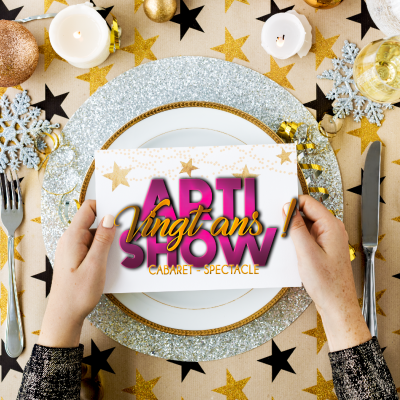 ARTI
Vingt ans !
SHOW
CABARET - SPECTACLE